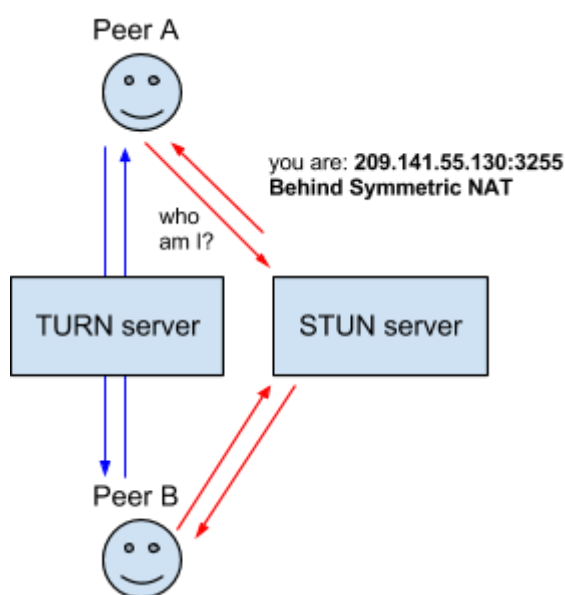 Peer A
you are: 209.141.55.130:3255
Behind Symmetric NAT
who
am I?
TURN server
STUN server
Peer B